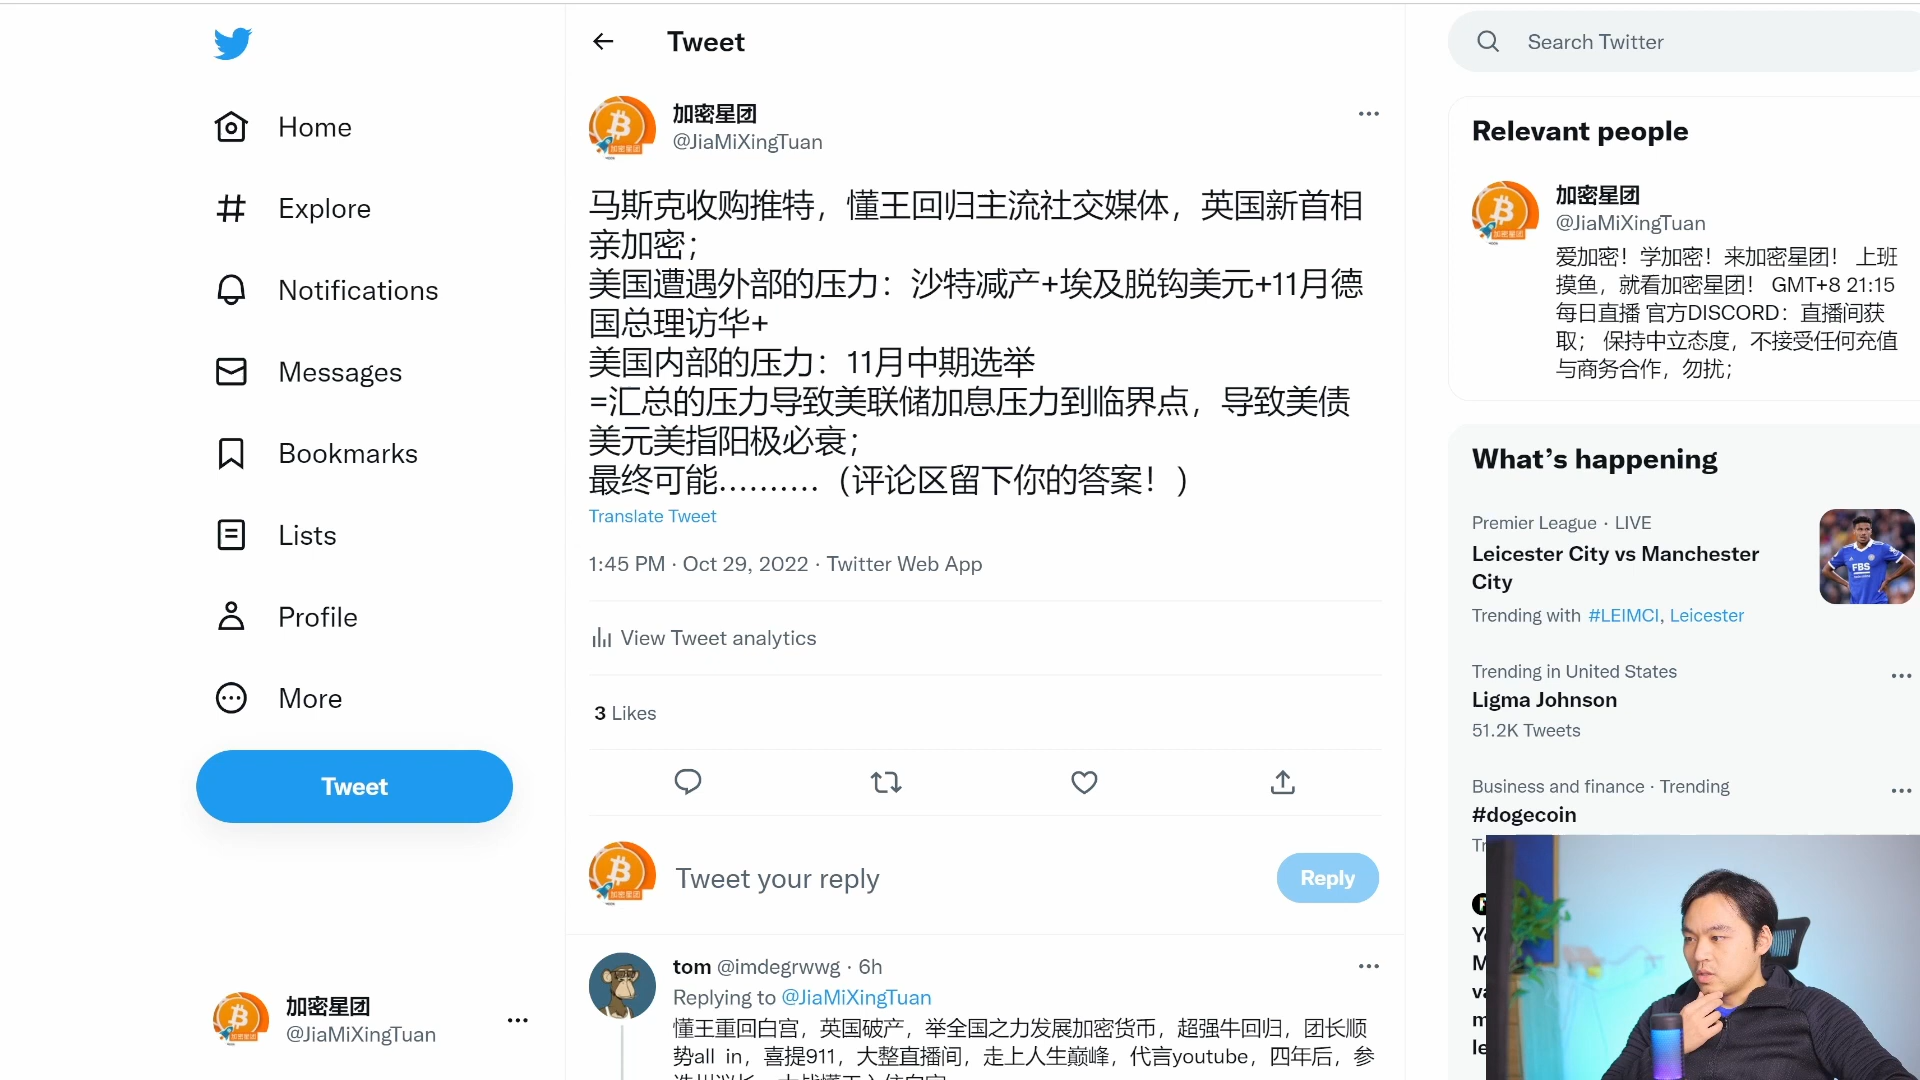 Home
Explore
Notifications
Messages
Bookmarks
Lists
Profile
More
Tweet
加密星团
@JiaMiXingTuan
Tweet
加密星团
@JiaMiXingTuan
马斯克收购推特，懂王回归主流社交媒体，英国新首相
亲加密；
美国遭遇外部的压力：沙特减产+埃及脱钩美元+11月德
国总理访华+
美国内部的压力：11月中期选举
=汇总的压力导致美联储加息压力到临界点，导致美债
美元美指阳极必衰；
最终可能……….（评论区留下你的答案！）
Translate Tweet
1:45 PM · Oct 29, 2022 · Twitter Web App
View Tweet analytics
3 Likes
Tweet your reply
Reply
tom @imdegrwwg · 6h
Replying to @JiaMiXingTuan
懂王重回白宫，英国破产，举全国之力发展加密货币，超强牛回归，团长顺
势all in，喜提911，大整直播间，走上人生巅峰，代言youtube，四年后，参
Search Twitter
Relevant people
加密星团
@JiaMiXingTuan
爱加密！学加密！来加密星团！ 上班
摸鱼，就看加密星团！ GMT+8 21:15
每日直播 官方DISCORD：直播间获
取； 保持中立态度，不接受任何充值
与商务合作，勿扰；
What’s happening
Premier League · LIVE
Leicester City vs Manchester
City
Trending with #LEIMCI, Leicester
FBS
Trending in United States
Ligma Johnson
51.2K Tweets
Business and finance · Trending
#dogecoin